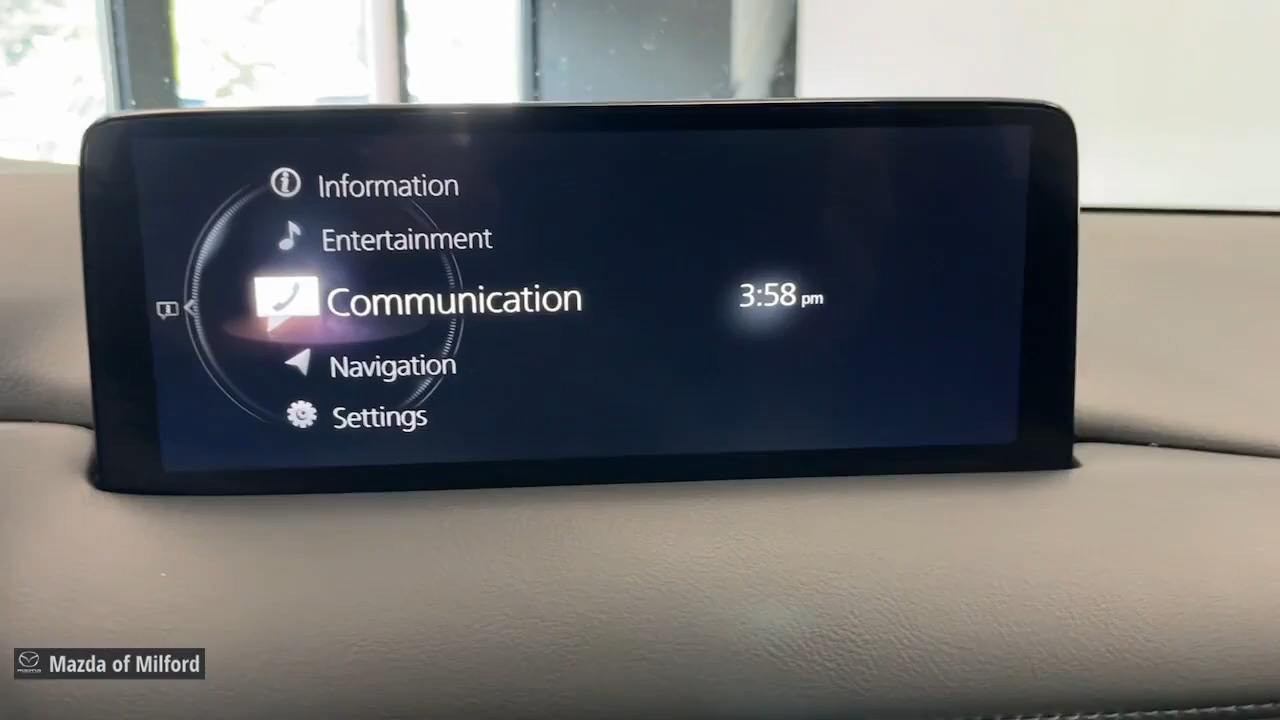 Information
Entertainment
Communication
3:58 pm
Navigation
Settings
Mazda of Milford